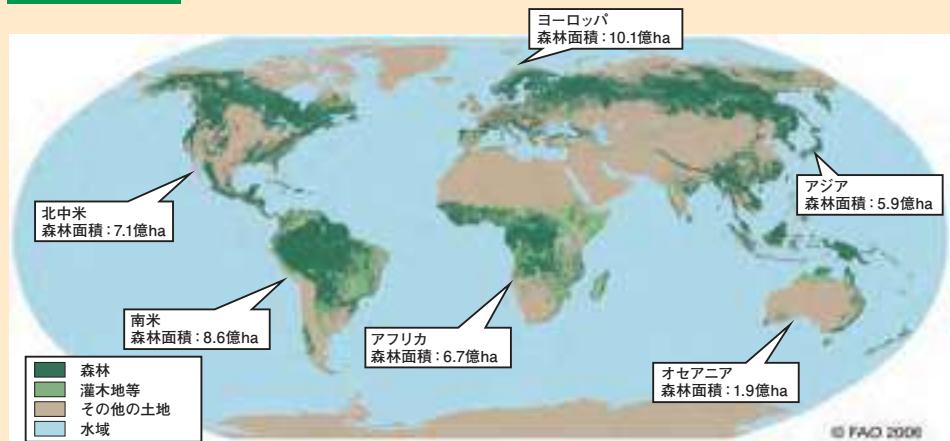 ヨーロッパ
森林面積：10.1億ha
北中米
森林面積：7.1億ha
アジア
森林面積：5.9億ha
南米
森林面積：8.6億ha
アフリカ
森林面積：6.7億ha
オセアニア
森林面積：1.9億ha
森林
灌木地等
その他の土地
水域
© FAO 2006